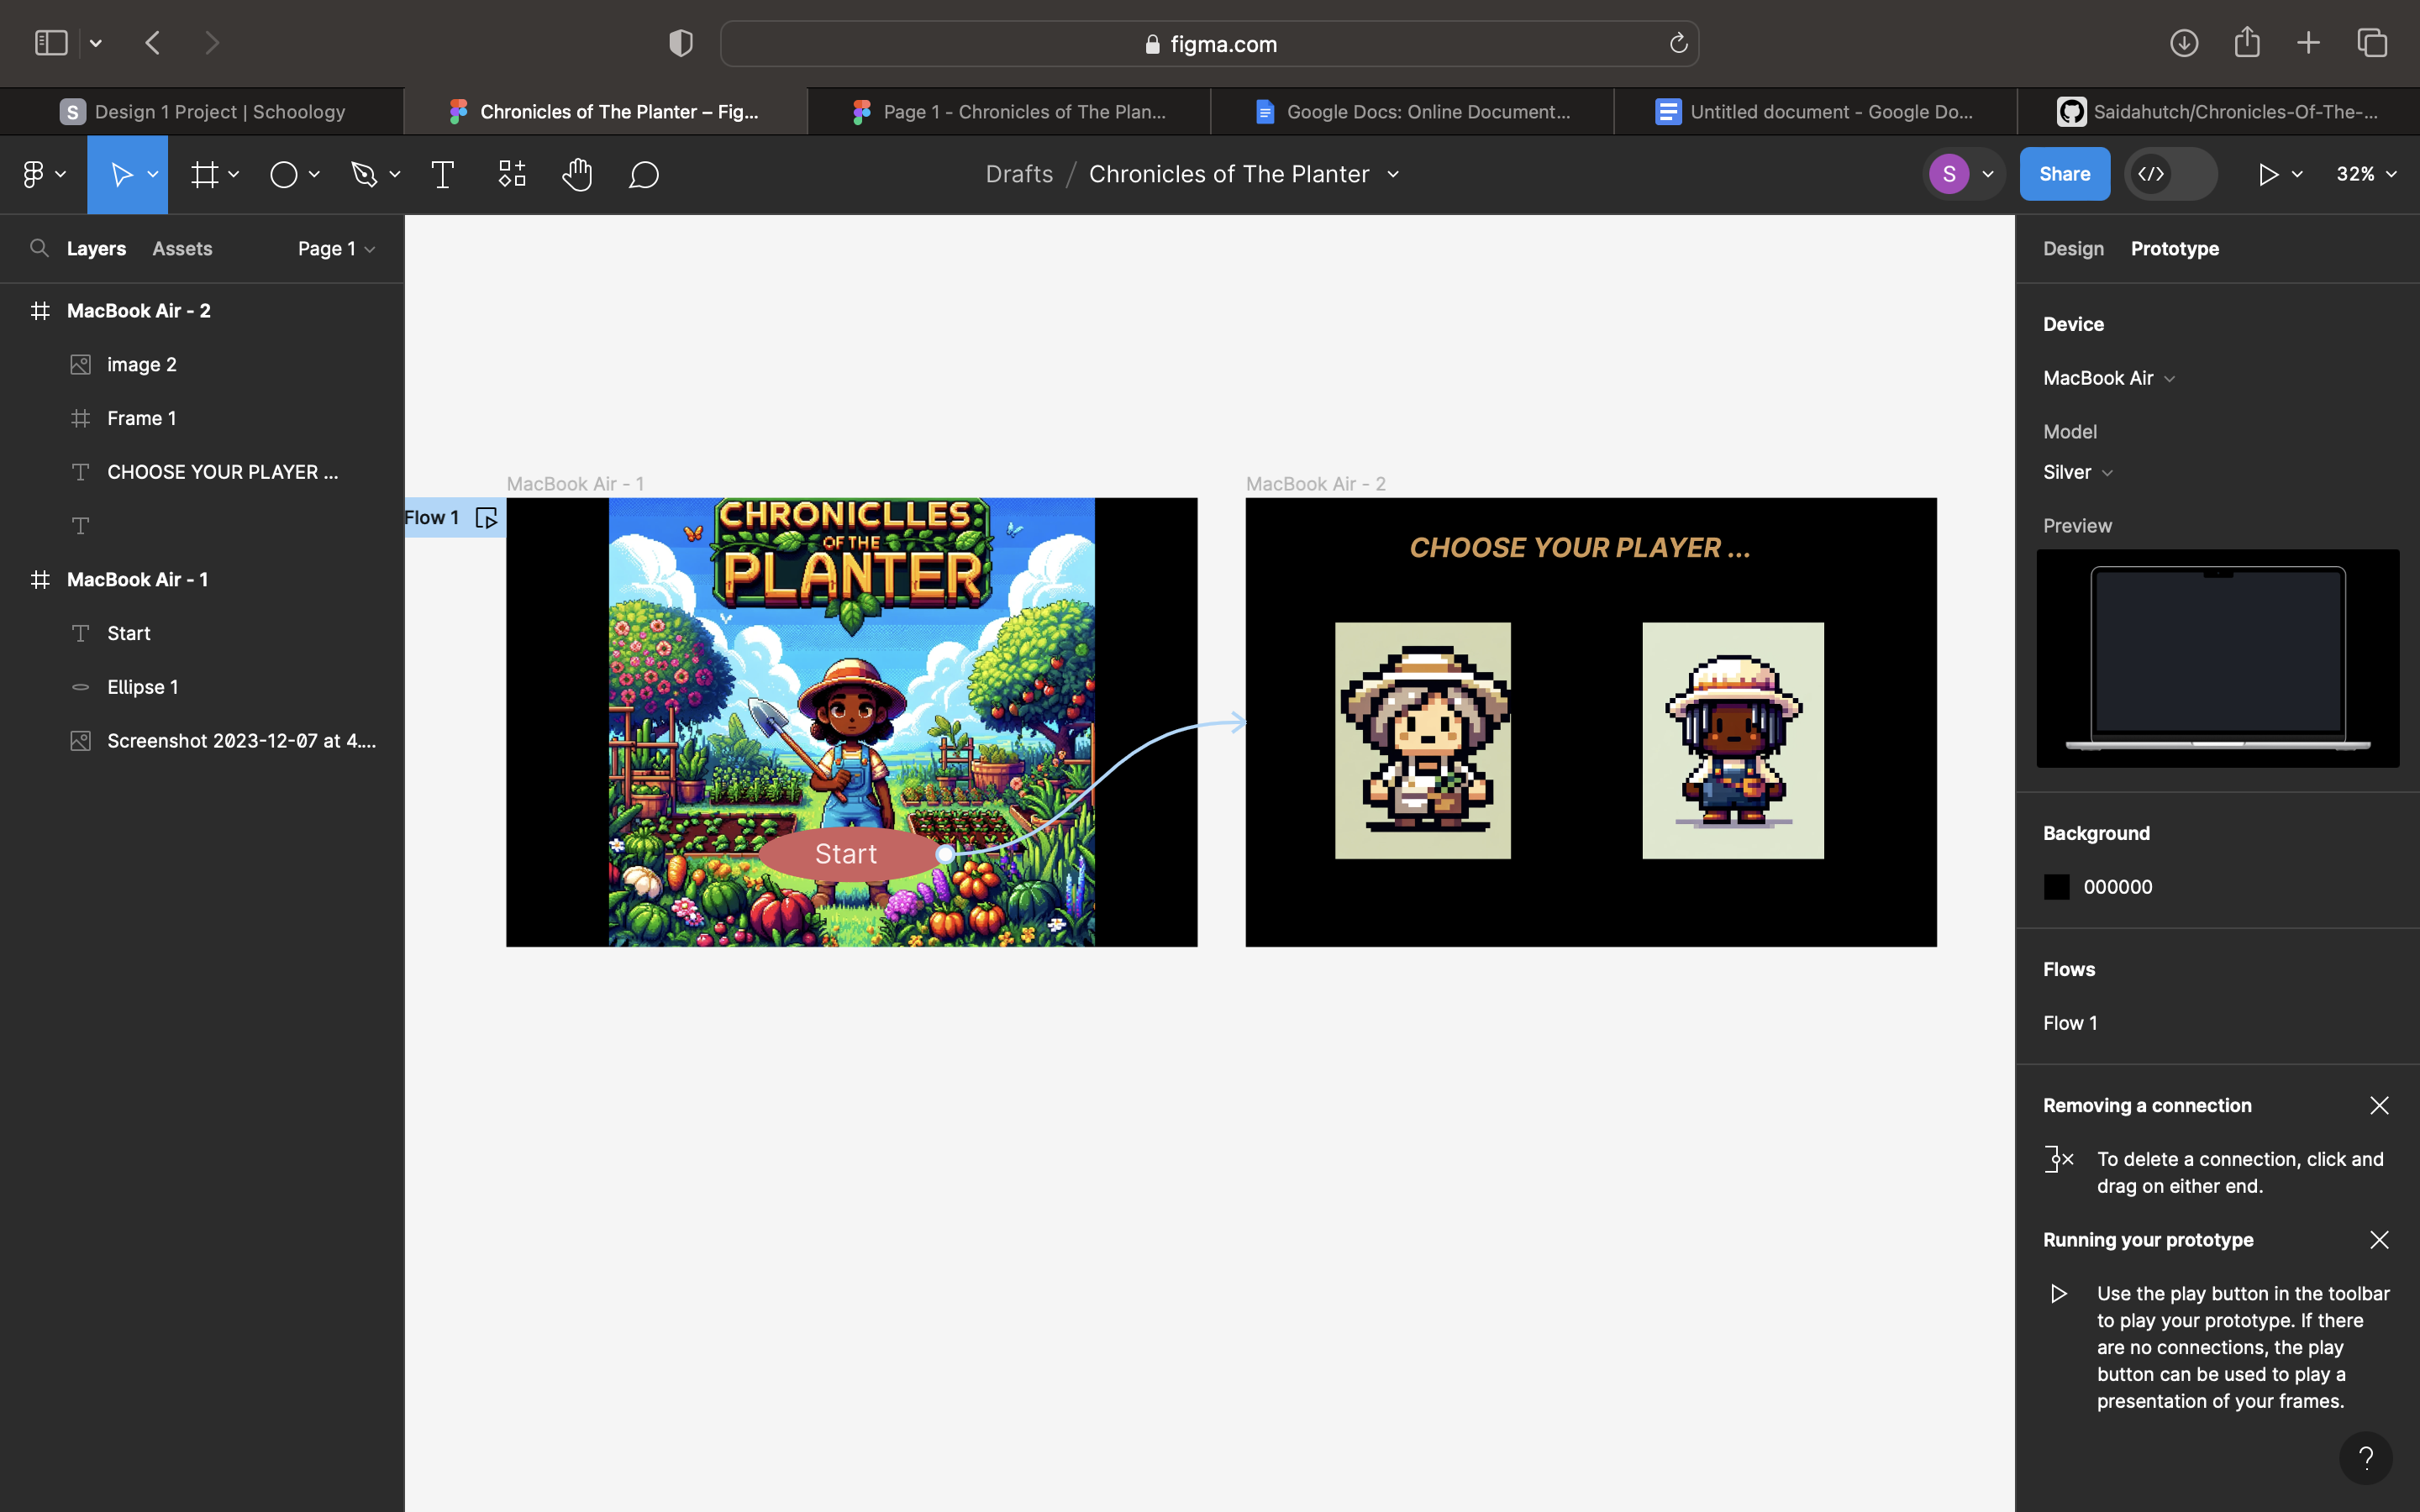 figma.com
S Design 1 Project | Schoology
Chronicles of The Planter – Fig...
Page 1 - Chronicles of The Plan...
Google Docs: Online Document...
Untitled document - Google Do...
Saidahutch/Chronicles-Of-The-...
Drafts / Chronicles of The Planter
S
Share
32%
Layers
Assets
Page 1
MacBook Air - 2
image 2
Frame 1
CHOOSE YOUR PLAYER ...
MacBook Air - 1
Start
Ellipse 1
Screenshot 2023-12-07 at 4....
MacBook Air - 1
Flow 1
CHRONICLLES
OF THE
PLANTER
Start
MacBook Air - 2
CHOOSE YOUR PLAYER ...
Design
Prototype
Device
MacBook Air
Model
Silver
Preview
Background
000000
Flows
Flow 1
Removing a connection
To delete a connection, click and
drag on either end.
Running your prototype
Use the play button in the toolbar
to play your prototype. If there
are no connections, the play
button can be used to play a
presentation of your frames.
?